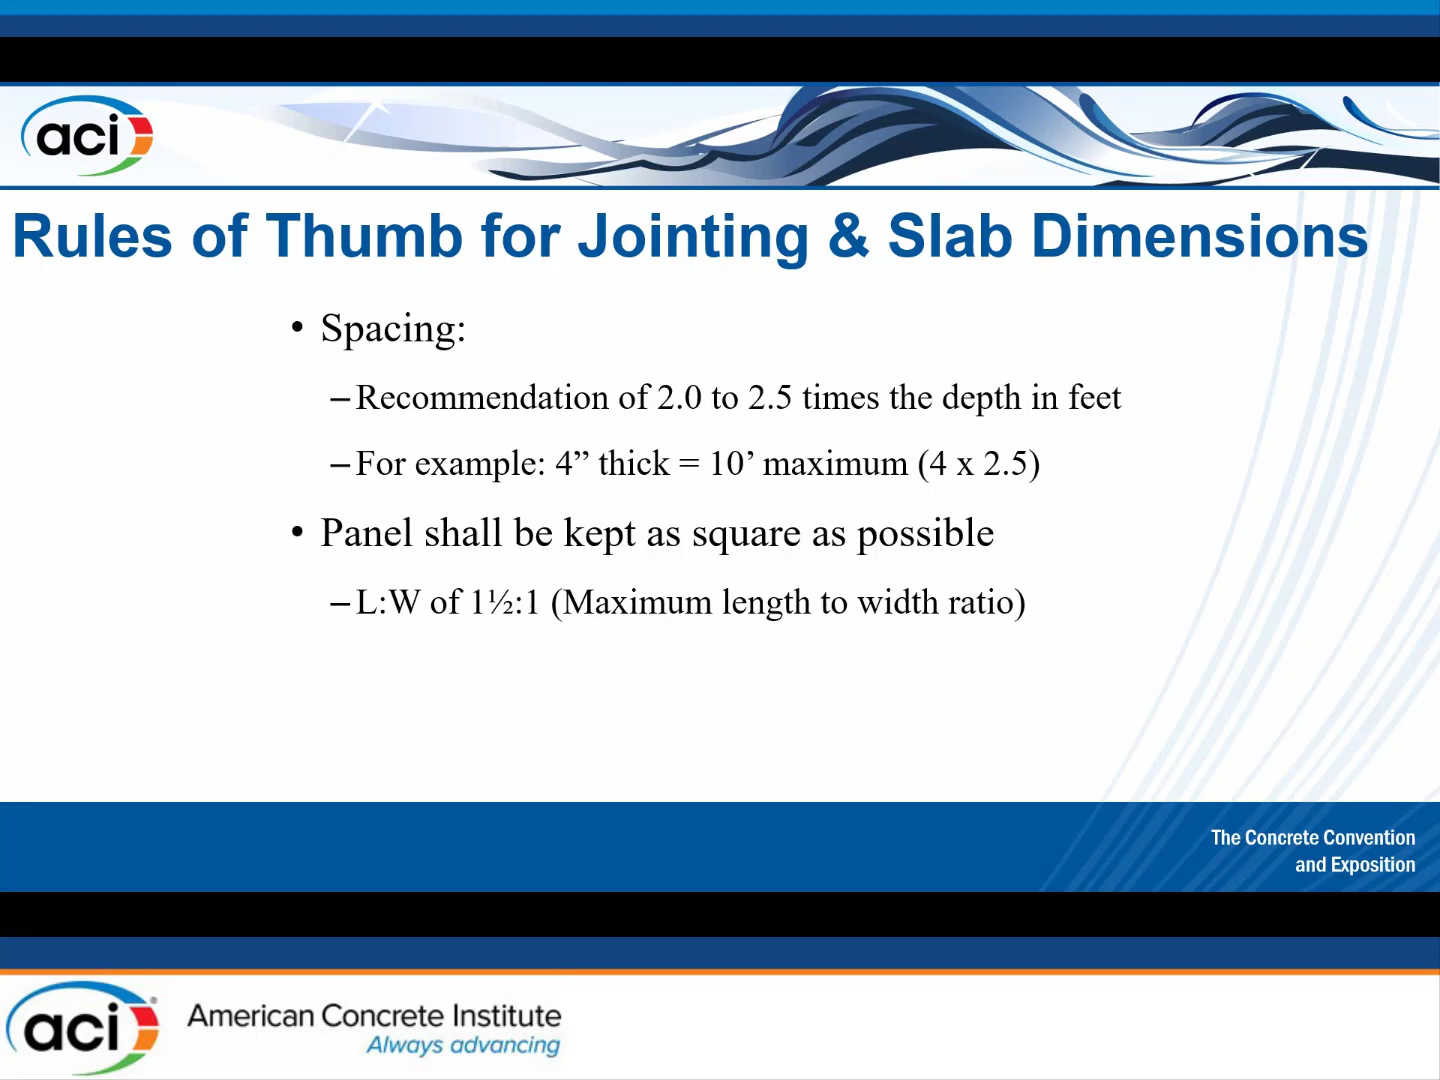 aci
Rules of Thumb for Jointing & Slab Dimensions
• Spacing:
–Recommendation of 2.0 to 2.5 times the depth in feet
–For example: 4” thick = 10’ maximum (4 x 2.5)
• Panel shall be kept as square as possible
–L:W of 1½:1 (Maximum length to width ratio)
The Concrete Convention
and Exposition
aci®
American Concrete Institute
Always advancing